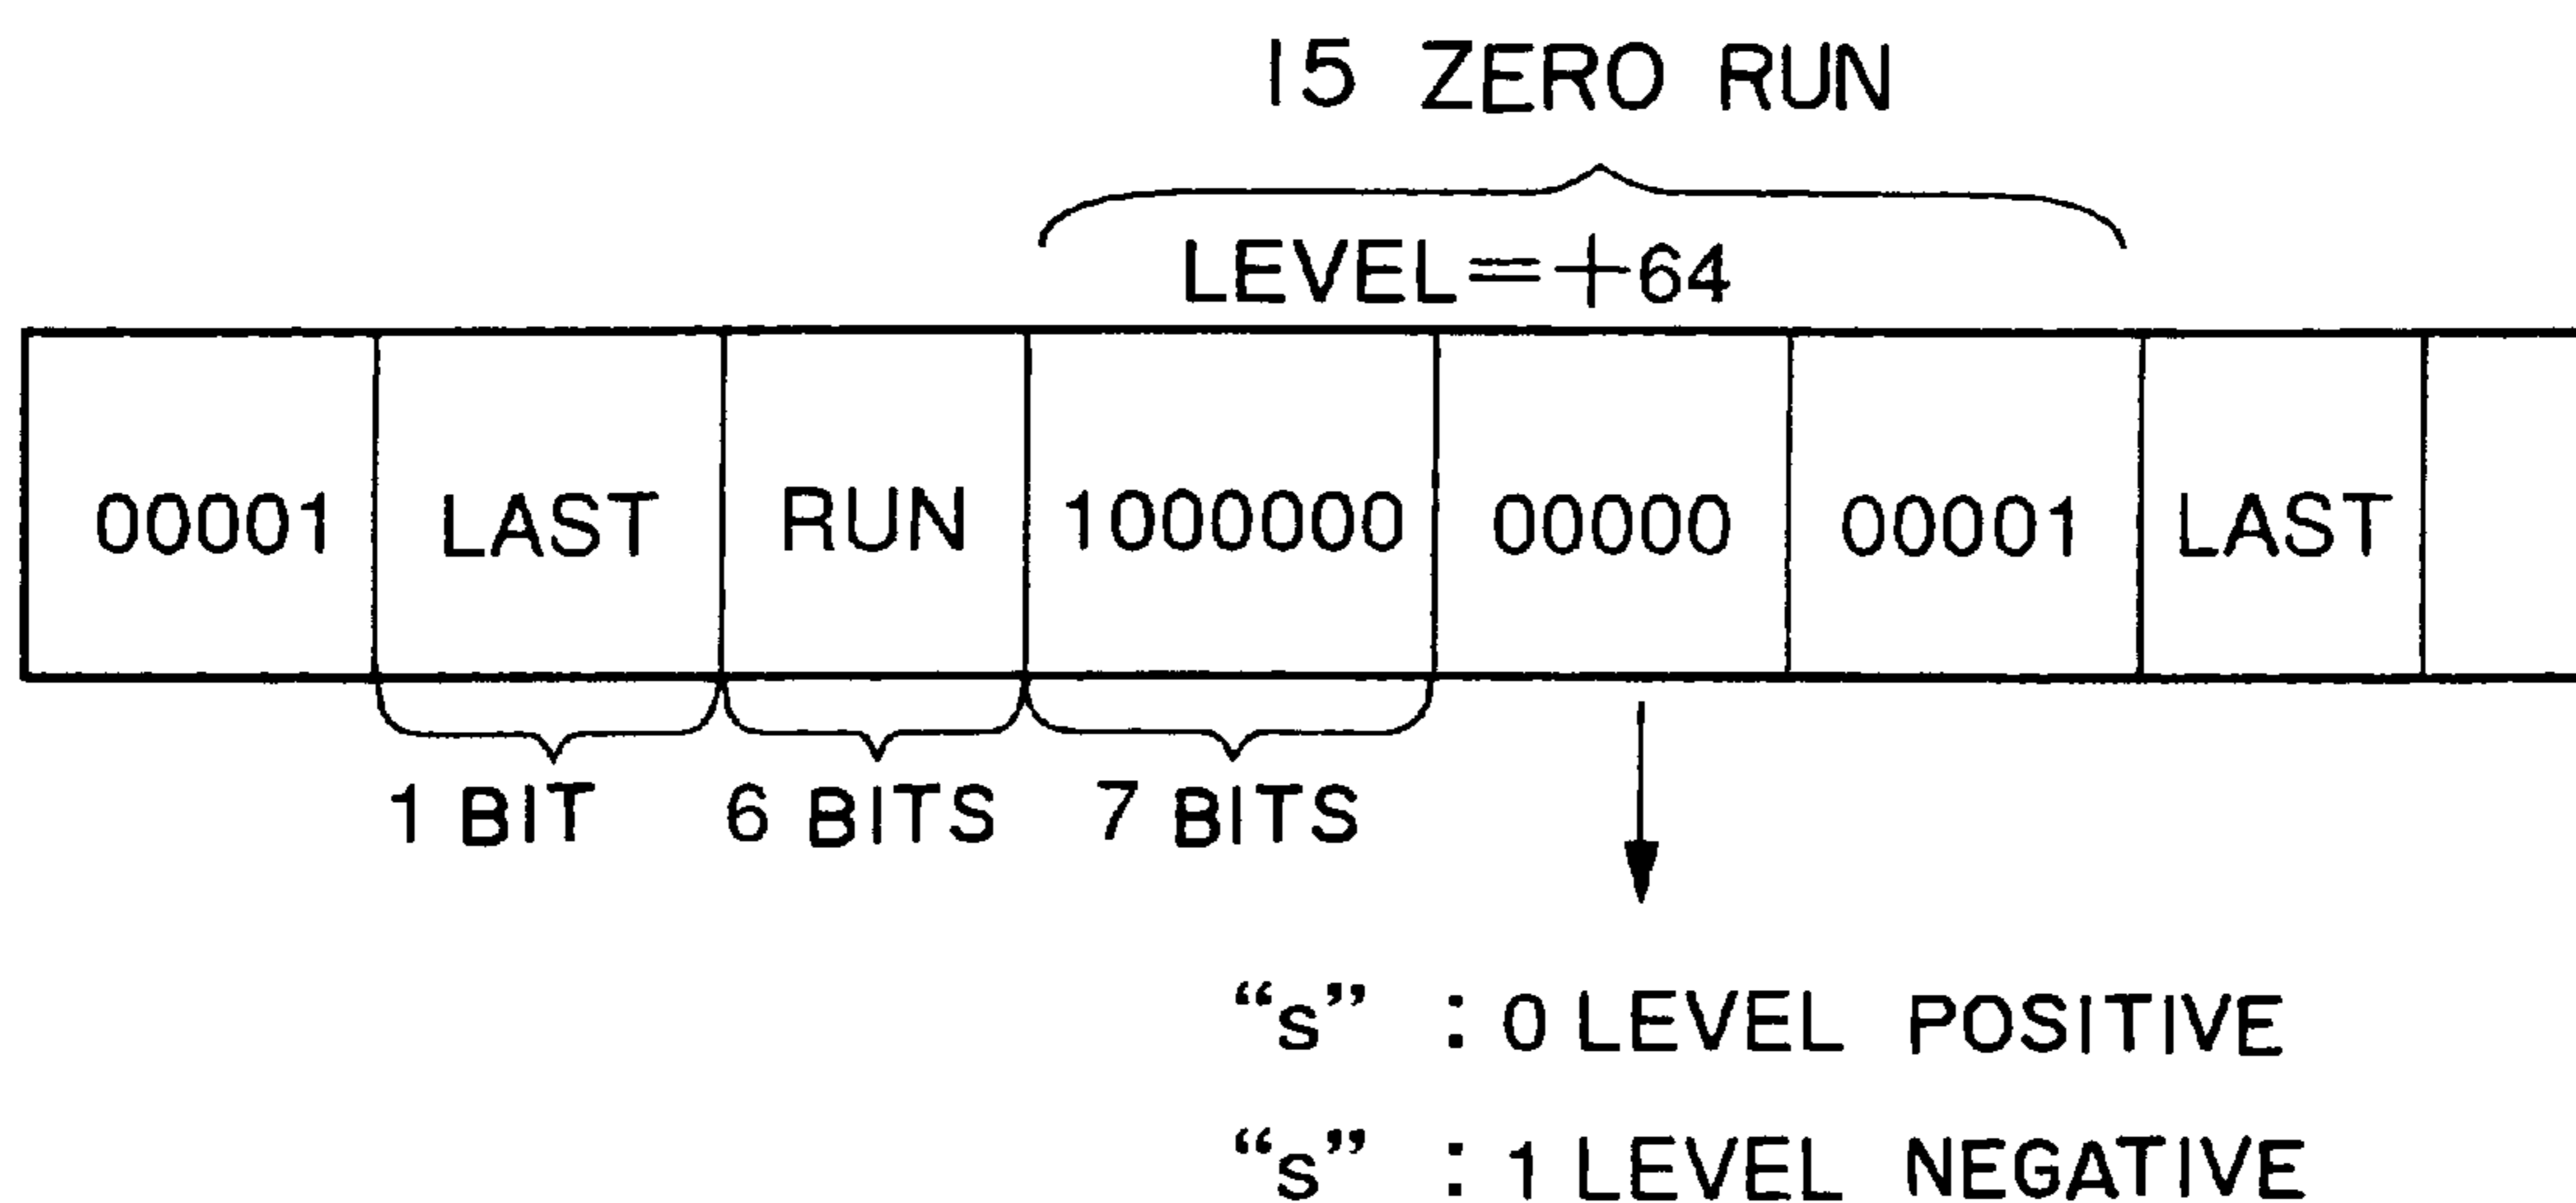 15 ZERO RUN
LEVEL=+64
00001 LAST RUN 1000000 00000 00001 LAST
1 BIT 6 BITS 7 BITS
“s” : 0 LEVEL POSITIVE
“s” : 1 LEVEL NEGATIVE